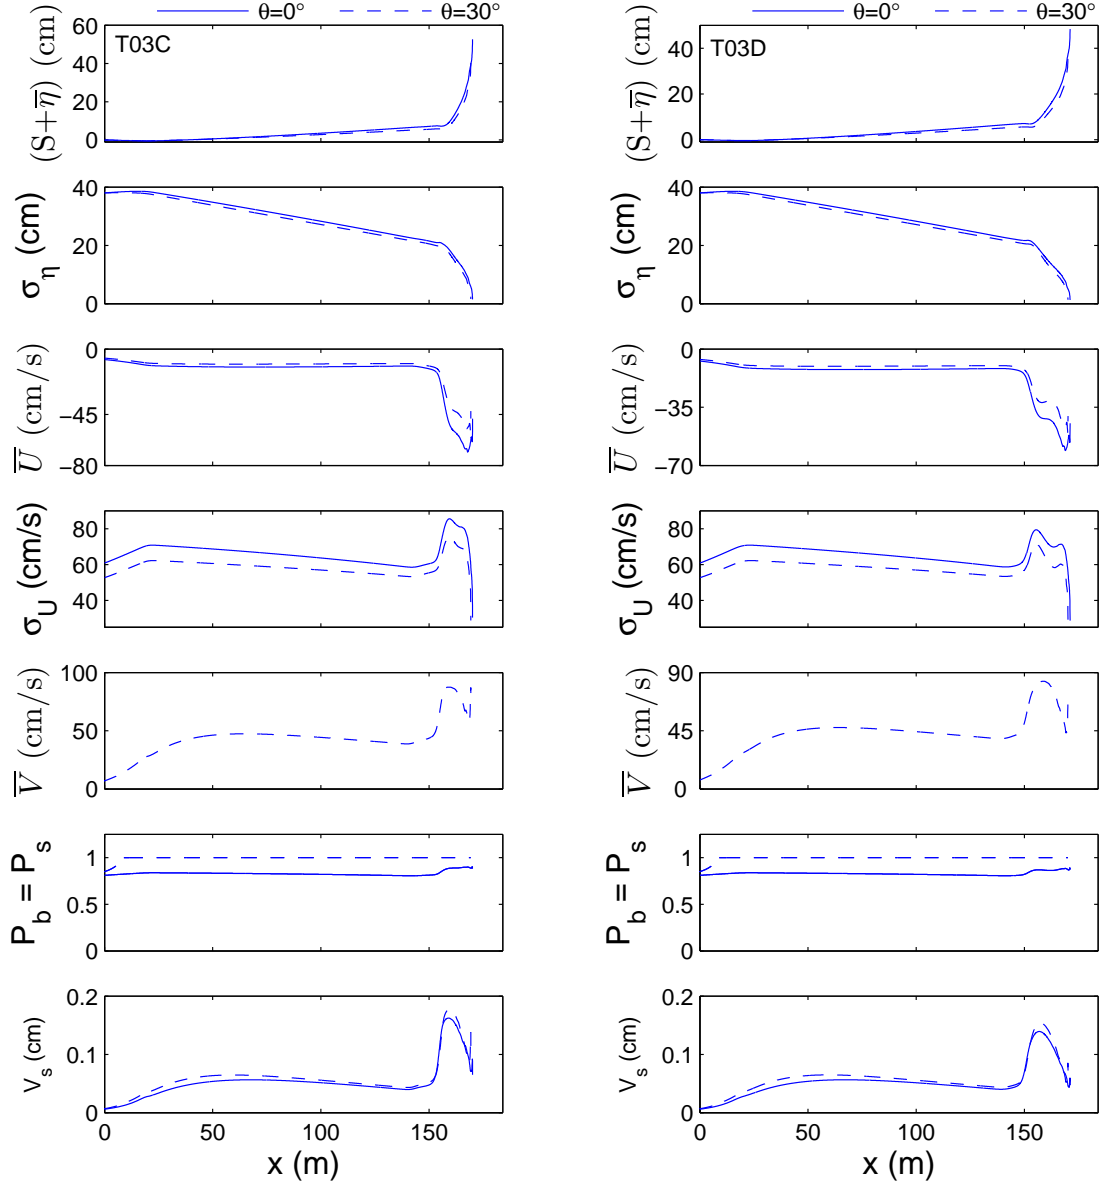 θ=0° θ=30°
T03C
(S+η̅) (cm)
60
40
20
0
σ_η (cm)
40
20
0
U̅ (cm/s)
0
−45
−80
σ_U (cm/s)
80
60
40
V̅ (cm/s)
100
50
0
P_b = P_s
1
0.5
0
V_s (cm)
0.2
0.1
0
0 50 100 150
x (m)
θ=0° θ=30°
T03D
(S+η̅) (cm)
40
20
0
σ_η (cm)
40
20
0
U̅ (cm/s)
0
−35
−70
σ_U (cm/s)
80
60
40
V̅ (cm/s)
90
45
0
P_b = P_s
1
0.5
0
V_s (cm)
0.2
0.1
0
0 50 100 150
x (m)